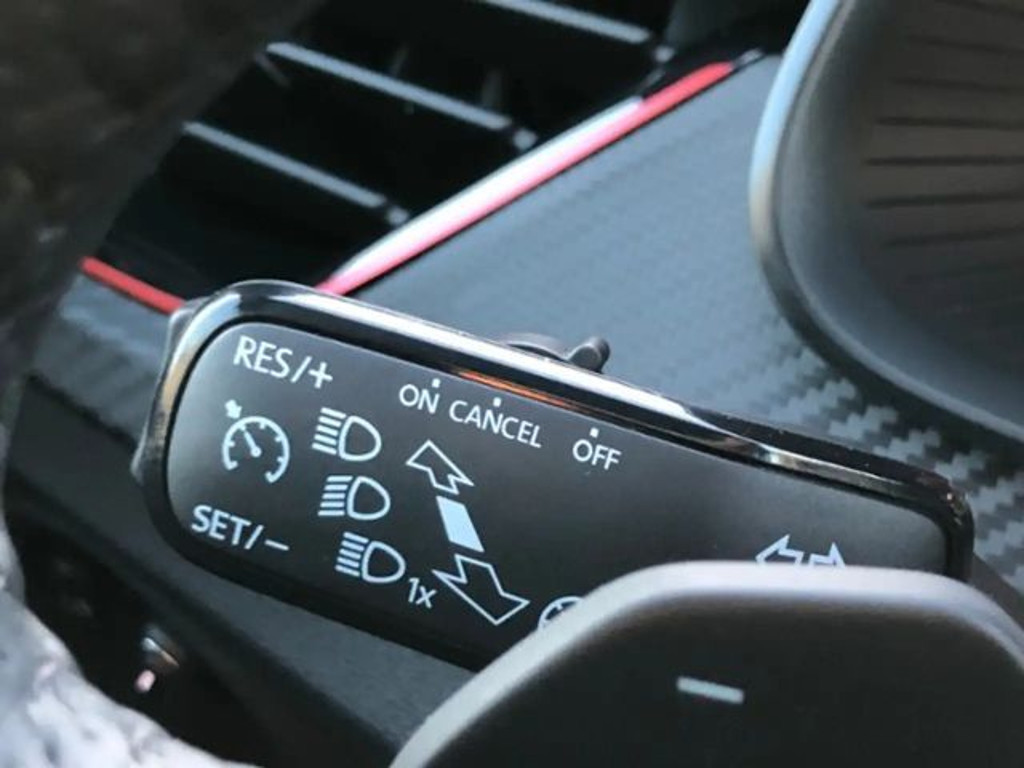 RES/+
ON CANCEL OFF
SET/-
1x